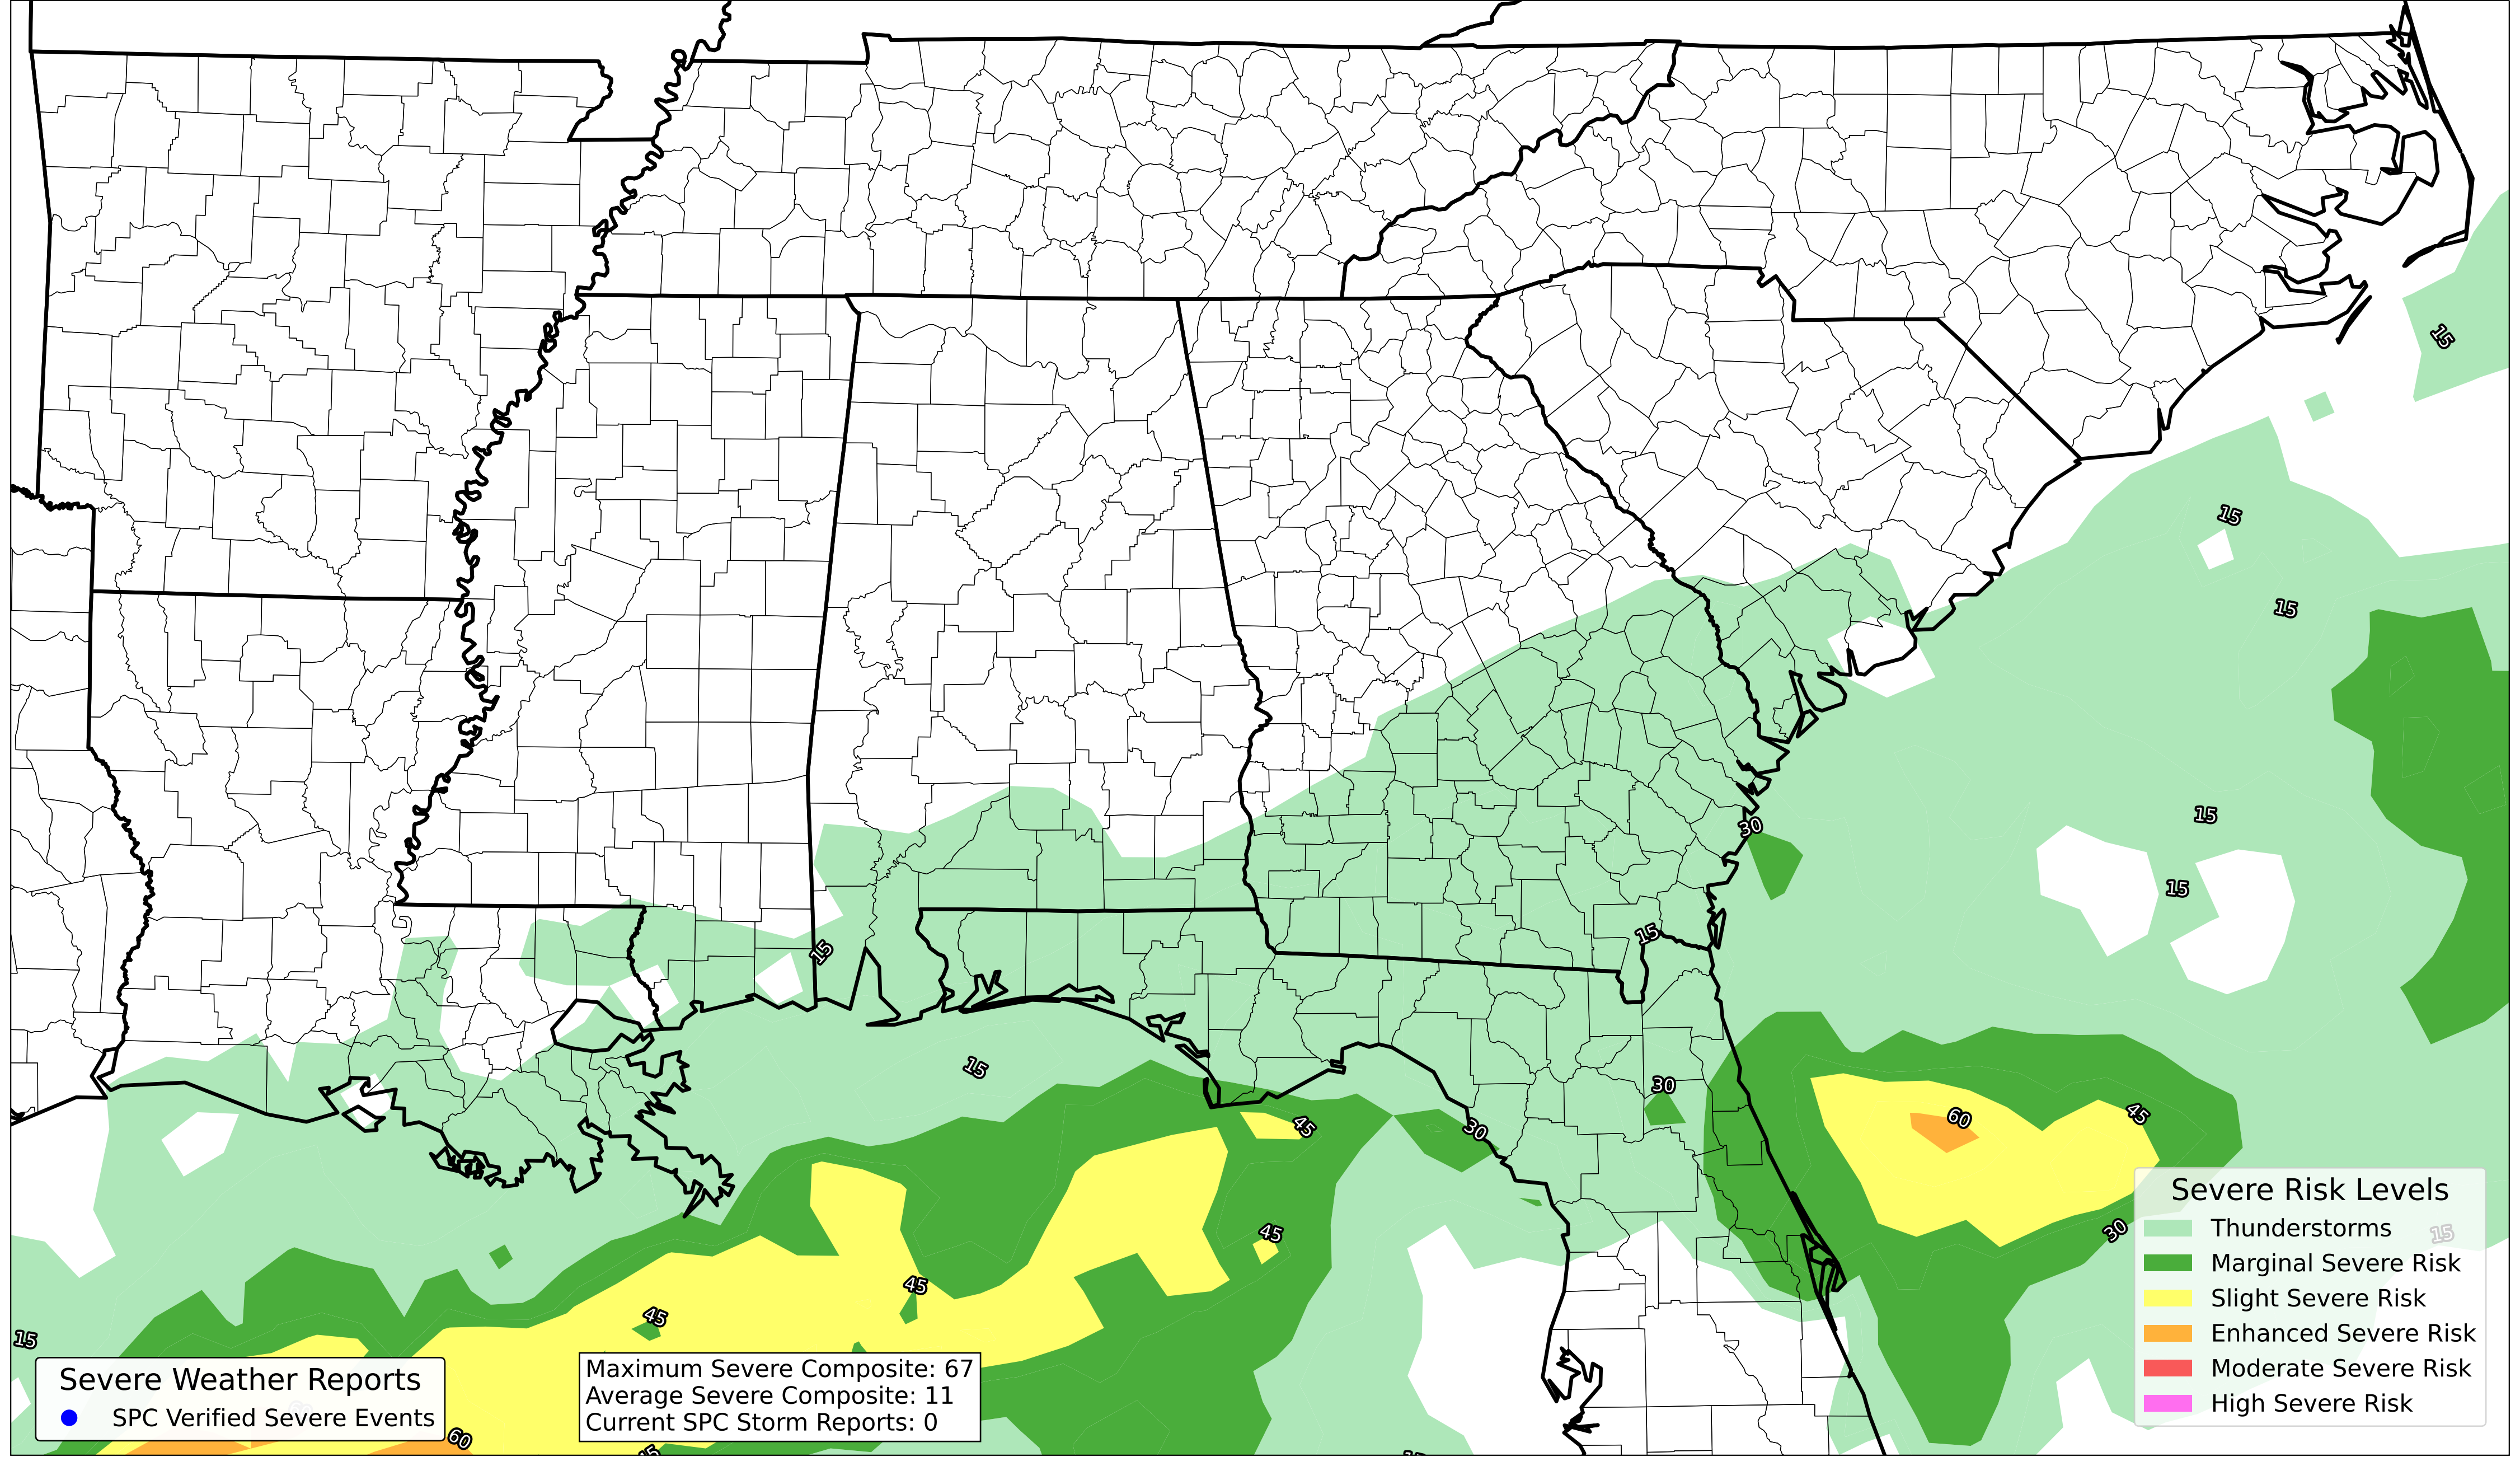 15
15
15
15
30
15
15
15
15
30
60
45
45
30
45
30
15
45
45
15
60
Severe Risk Levels
Thunderstorms
Marginal Severe Risk
Slight Severe Risk
Enhanced Severe Risk
Moderate Severe Risk
High Severe Risk
Severe Weather Reports
SPC Verified Severe Events
Maximum Severe Composite: 67
Average Severe Composite: 11
Current SPC Storm Reports: 0